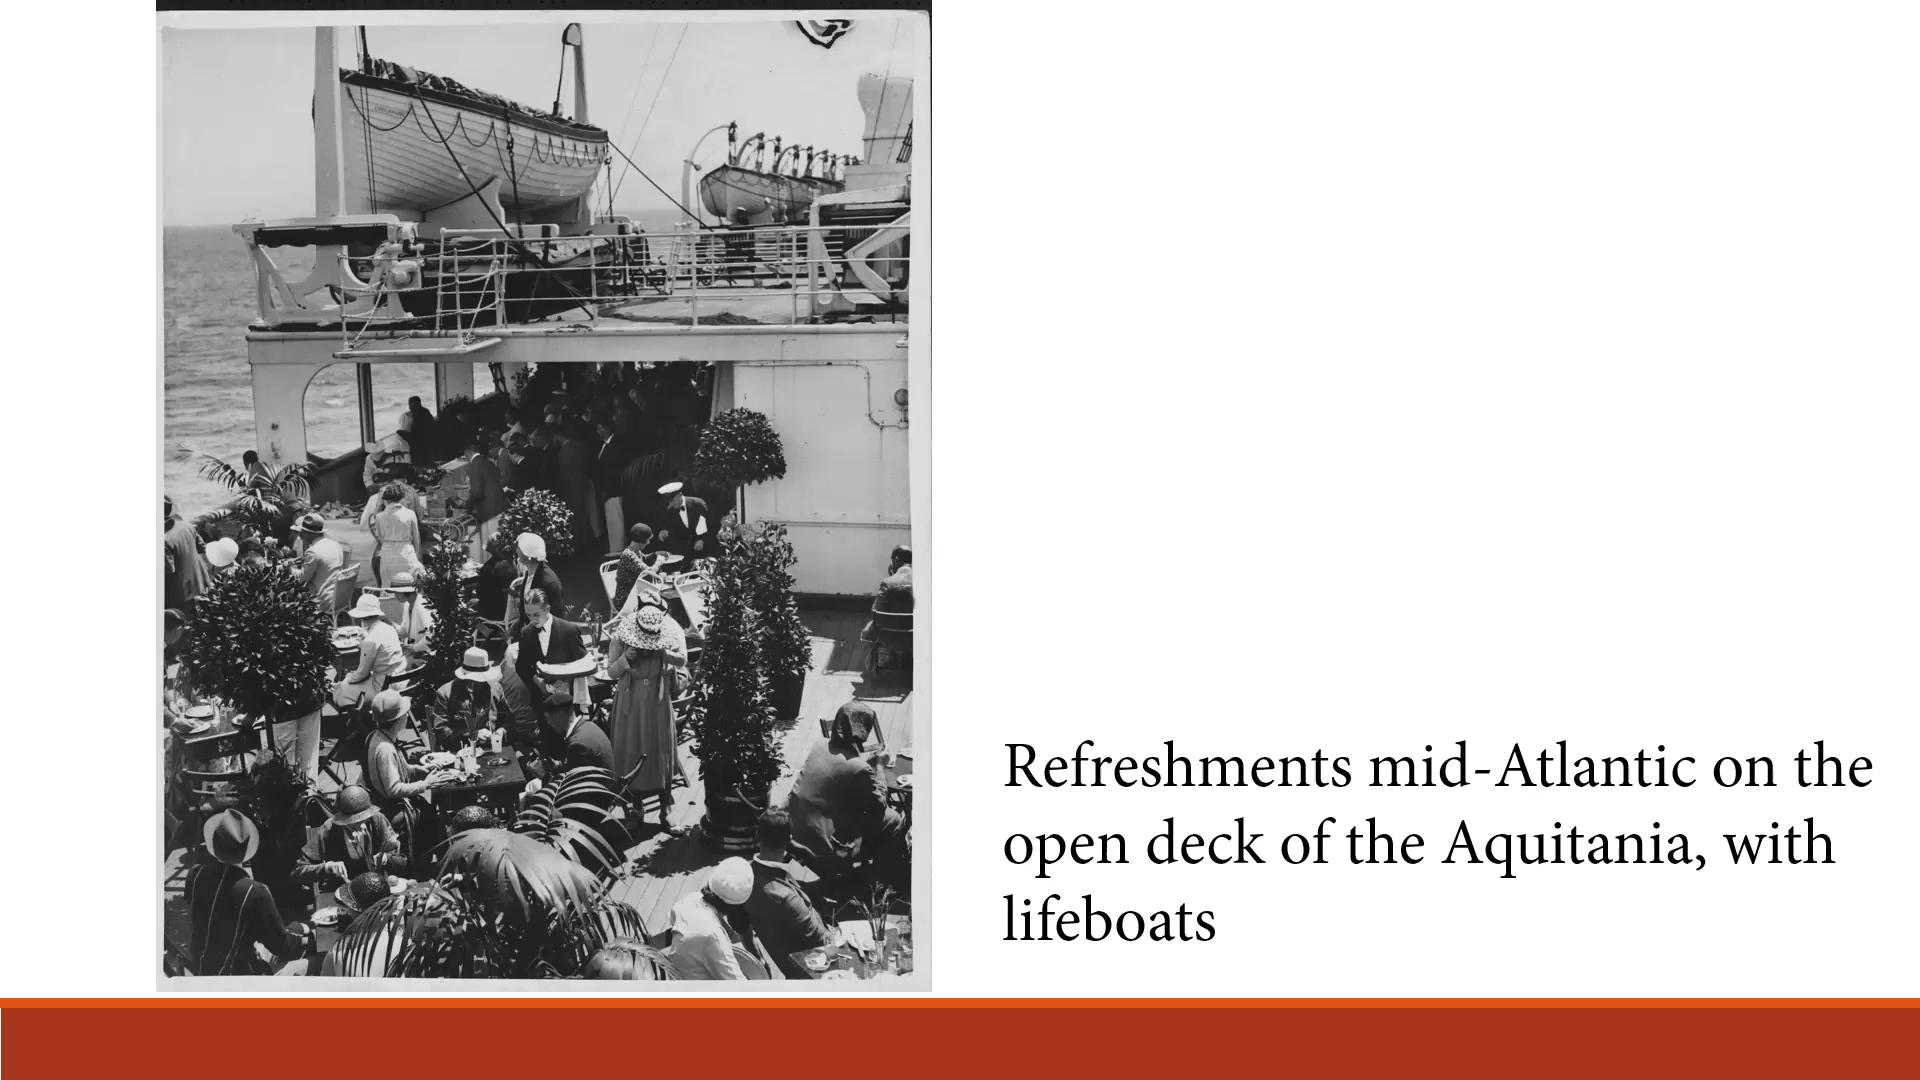 Refreshments mid-Atlantic on the
open deck of the Aquitania, with
lifeboats